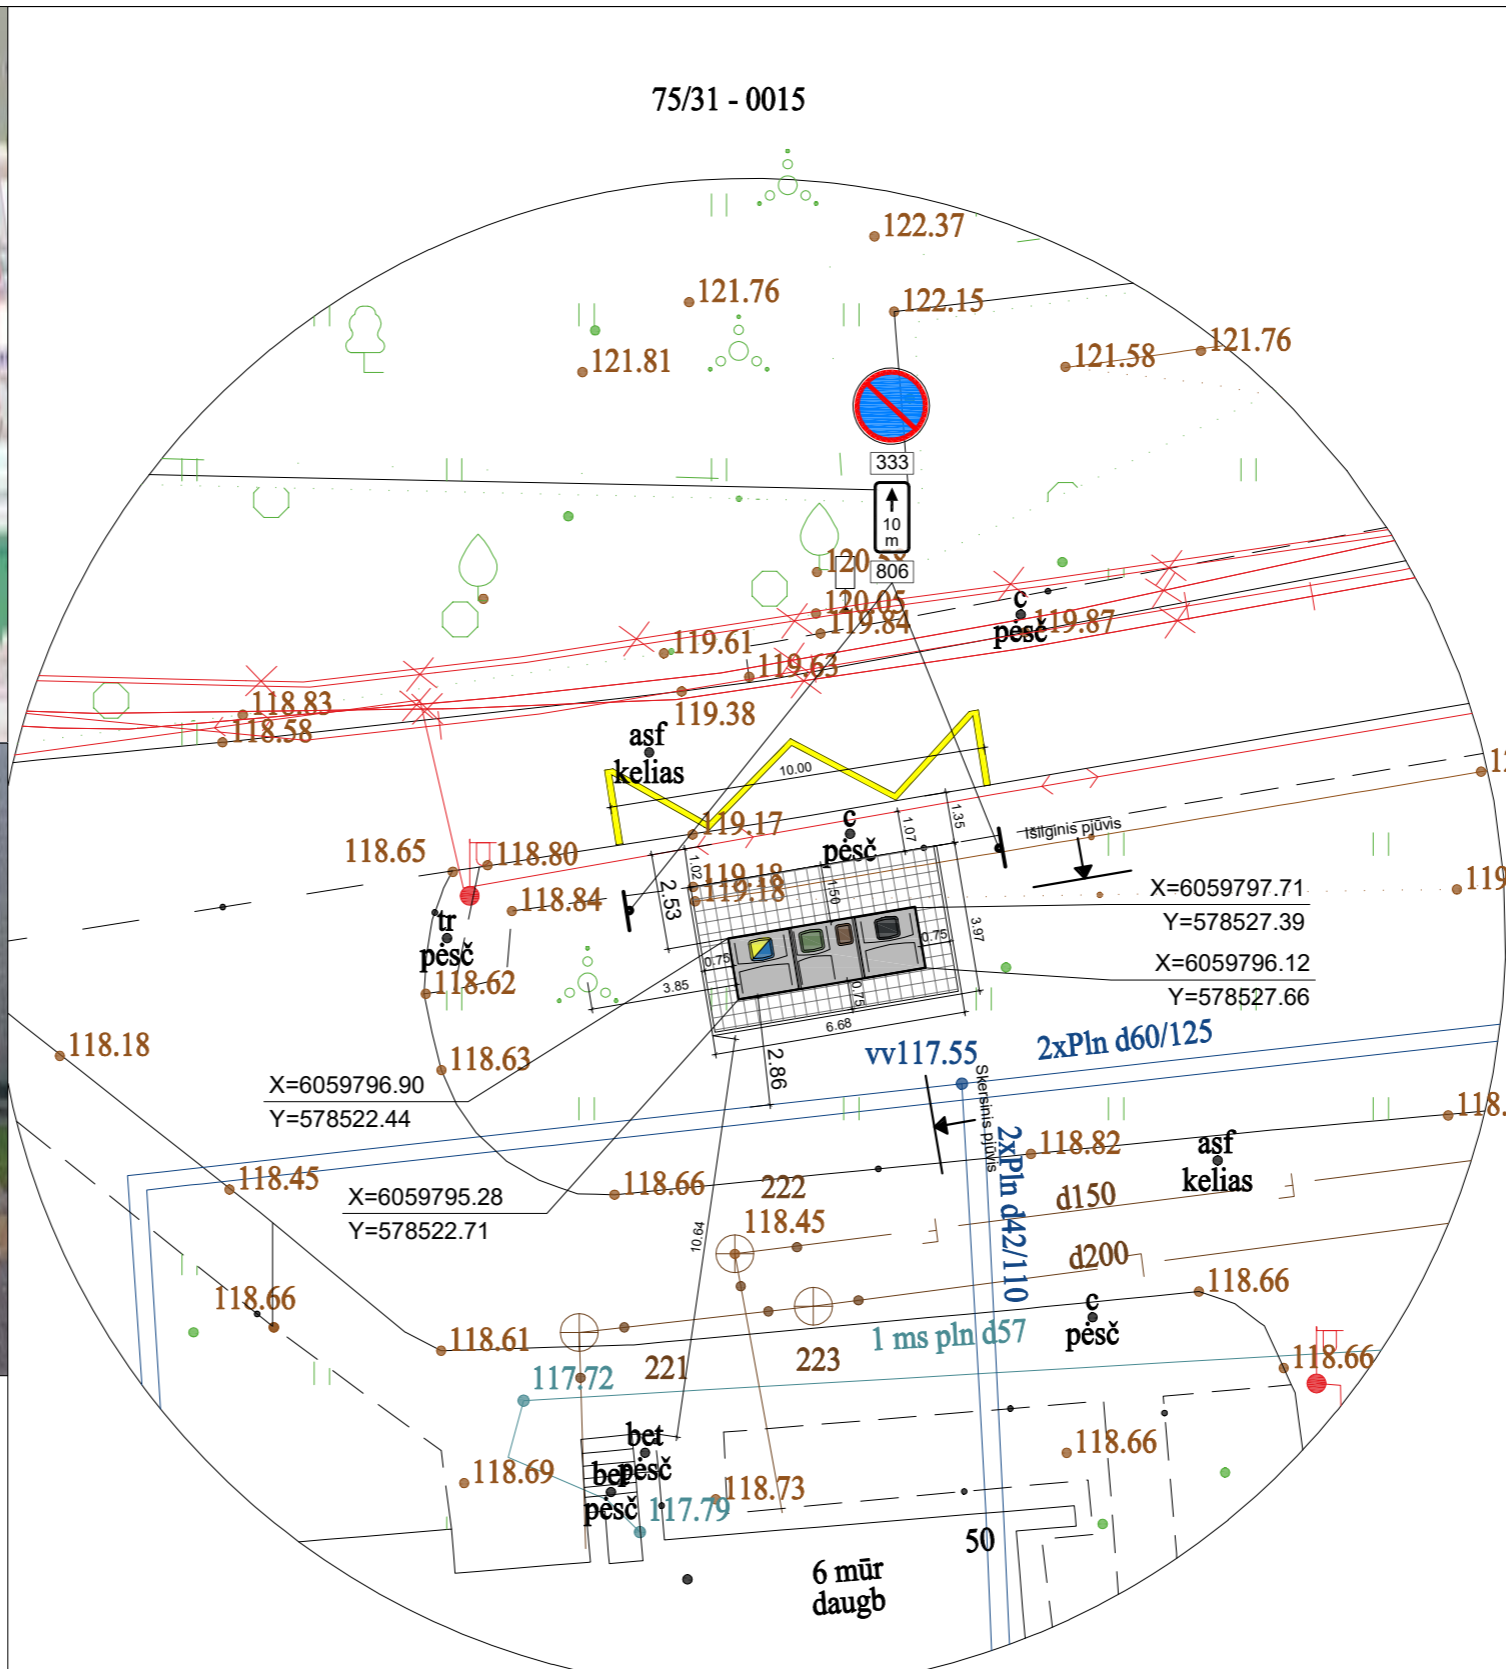 75/31 - 0015
122.37
121.76
122.15
121.81
121.58
121.76
333
10
m
806
120.05
119.84
c
pėsč
119.87
119.61
119.63
118.83
119.38
118.58
asf
kelias
10.00
119.17
c
pėsč
1.07
1.35
Išilginis pjūvis
118.65
118.80
1.02
119.18
119.18
2.53
1.50
118.84
X=6059797.71
Y=578527.39
tr
pėsč
0.75
0.75
3.97
X=6059796.12
Y=578527.66
118.62
3.85
0.75
6.68
118.18
118.63
2.86
vv117.55
2xPln d60/125
X=6059796.90
Y=578522.44
Skersinis pjūvis
118.82
asf
kelias
118.45
118.66
222
2xPln d42/110
d150
X=6059795.28
Y=578522.71
118.45
10.64
d200
118.66
118.66
c
pėsč
118.61
1 ms pln d57
221
223
118.66
117.72
bet
pėsč
118.66
118.69
bet
pėsč
118.73
117.79
50
6 mūr
daugb